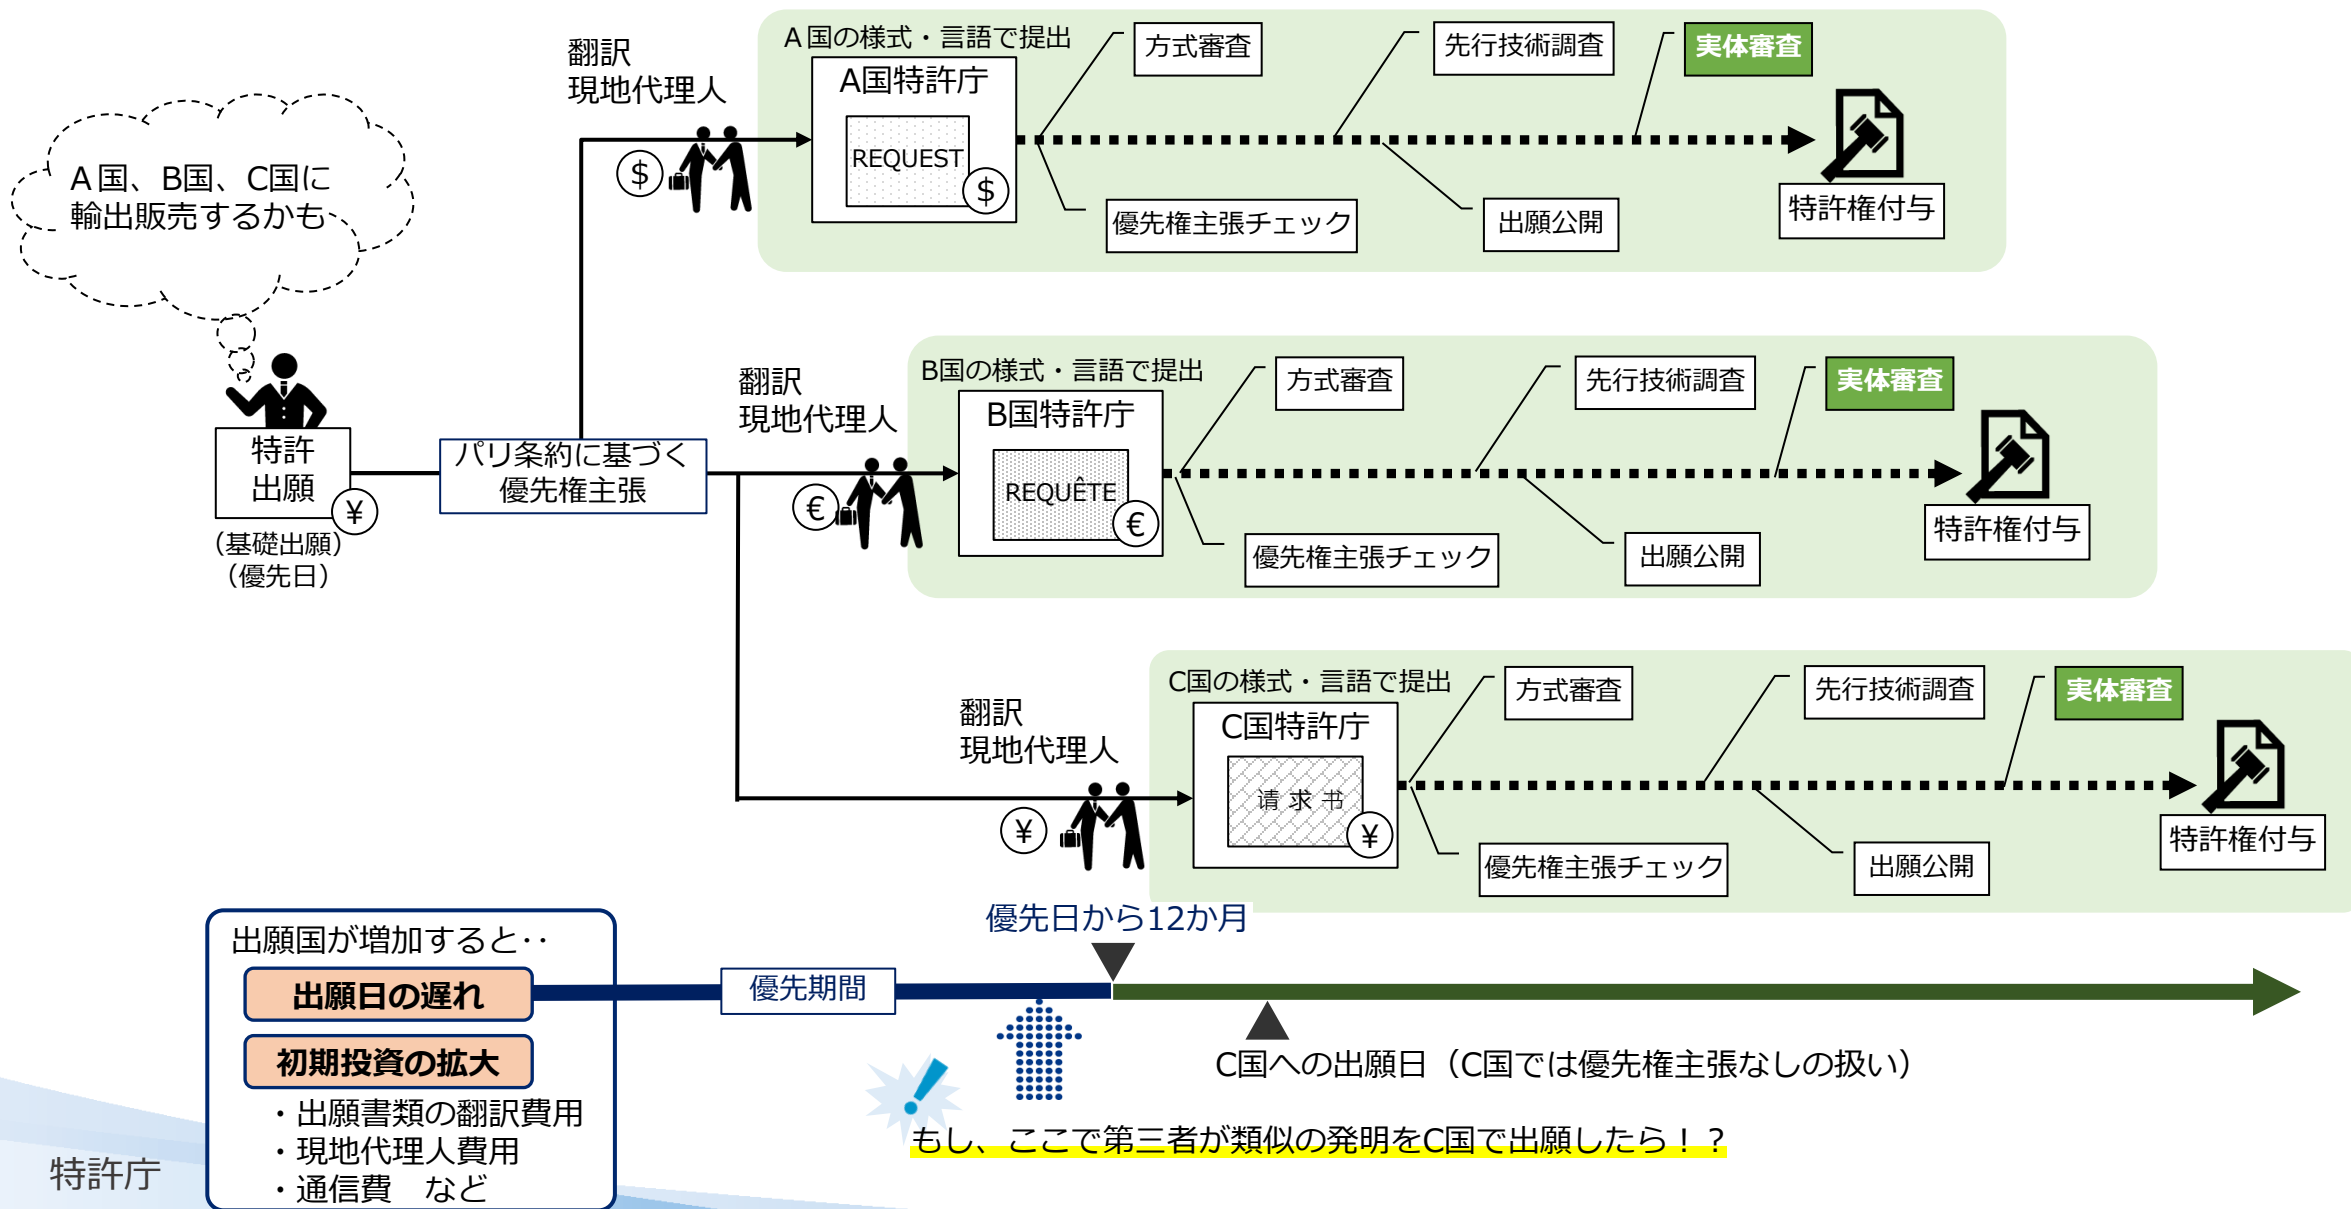 A国、B国、C国に
輸出販売するかも
特許
出願
¥
（基礎出願）
（優先日）
パリ条約に基づく
優先権主張
翻訳
現地代理人
$
A国の様式・言語で提出
A国特許庁
REQUEST
$
方式審査
先行技術調査
実体審査
優先権主張チェック
出願公開
特許権付与
翻訳
現地代理人
€
B国の様式・言語で提出
B国特許庁
REQUÊTE
€
方式審査
先行技術調査
実体審査
優先権主張チェック
出願公開
特許権付与
翻訳
現地代理人
¥
C国の様式・言語で提出
C国特許庁
请求书
¥
方式審査
先行技術調査
実体審査
優先権主張チェック
出願公開
特許権付与
優先日から12か月
出願国が増加すると‥
出願日の遅れ
優先期間
初期投資の拡大
・出願書類の翻訳費用
・現地代理人費用
・通信費　など
C国への出願日（C国では優先権主張なしの扱い）
もし、ここで第三者が類似の発明をC国で出願したら！？
特許庁